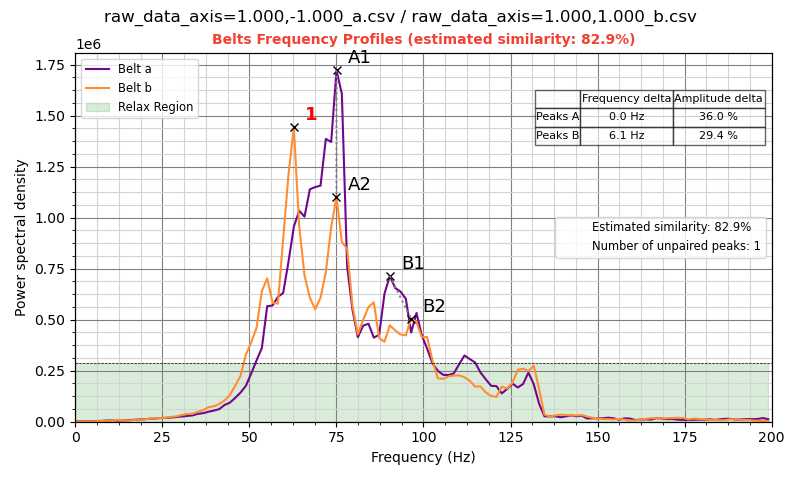 raw_data_axis=1.000,-1.000_a.csv / raw_data_axis=1.000,1.000_b.csv
Belts Frequency Profiles (estimated similarity: 82.9%)
1e6
Belt a
Belt b
Relax Region
A1
1
A2
B1
B2
Frequency delta Amplitude delta
Peaks A 0.0 Hz 36.0 %
Peaks B 6.1 Hz 29.4 %
Estimated similarity: 82.9%
Number of unpaired peaks: 1
Power spectral density
1.75
1.50
1.25
1.00
0.75
0.50
0.25
0.00
0 25 50 75 100 125 150 175 200
Frequency (Hz)